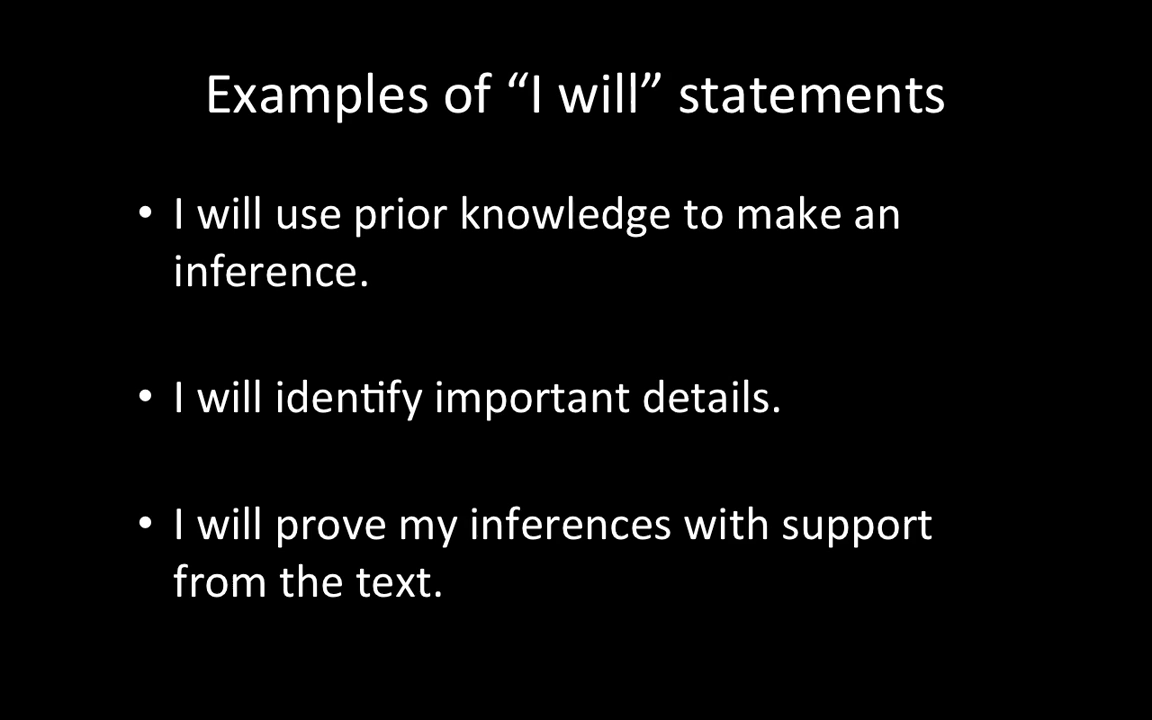 Examples of “I will” statements
• I will use prior knowledge to make an
inference.
• I will identify important details.
• I will prove my inferences with support
from the text.